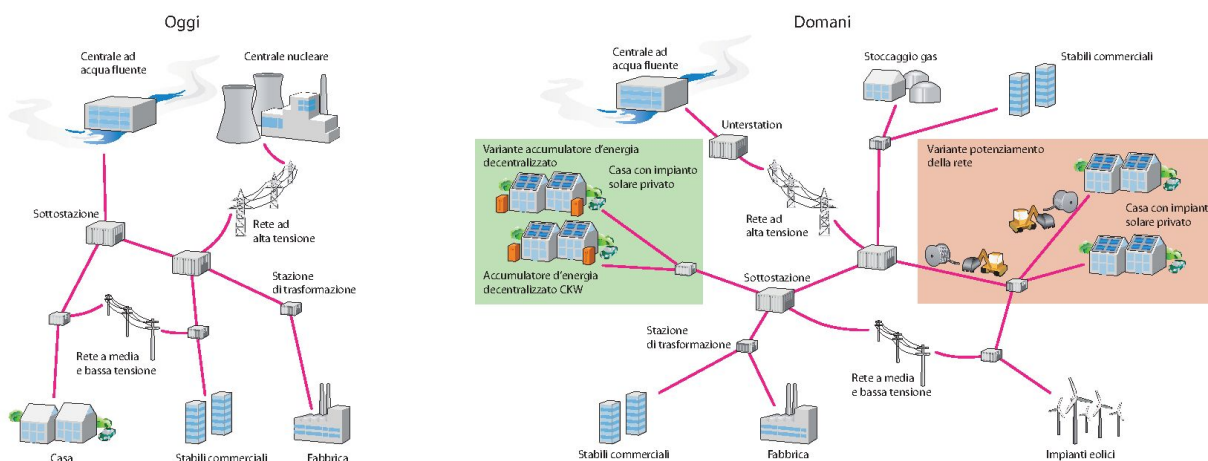 Oggi
Centrale ad
acqua fluente
Centrale nucleare
Sottostazione
Rete ad
alta tensione
Stazione
di trasformazione
Rete a media
e bassa tensione
Casa
Stabili commerciali
Fabbrica
Domani
Centrale ad
acqua fluente
Stoccaggio gas
Stabili commerciali
Unterstation
Variante accumulatore d'energia
decentralizzato
Casa con impianto
solare privato
Accumulatore d'energia
decentralizzato CKW
Rete ad
alta tensione
Variante potenziamento
della rete
Casa con impiant
solare privato
Sottostazione
Stazione
di trasformazione
Rete a media
e bassa tensione
Stabili commerciali
Fabbrica
Impianti eolici